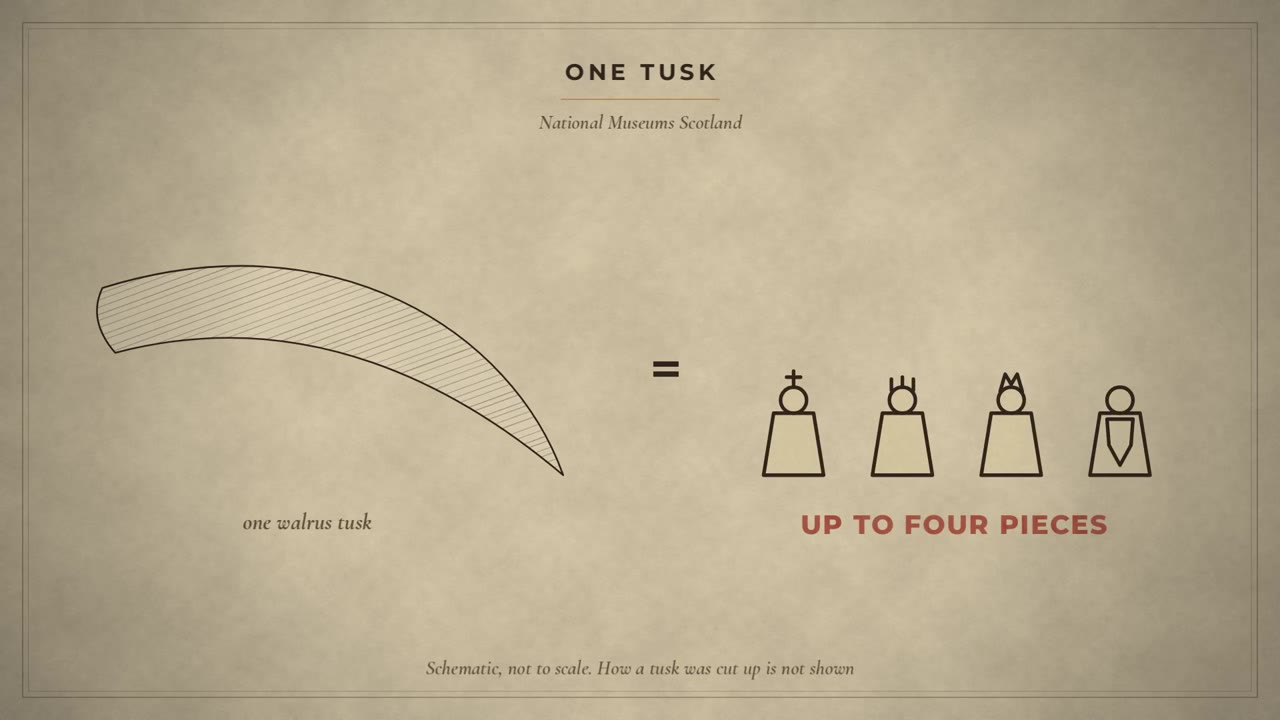 ONE TUSK
National Museums Scotland
=
one walrus tusk
UP TO FOUR PIECES
Schematic, not to scale. How a tusk was cut up is not shown